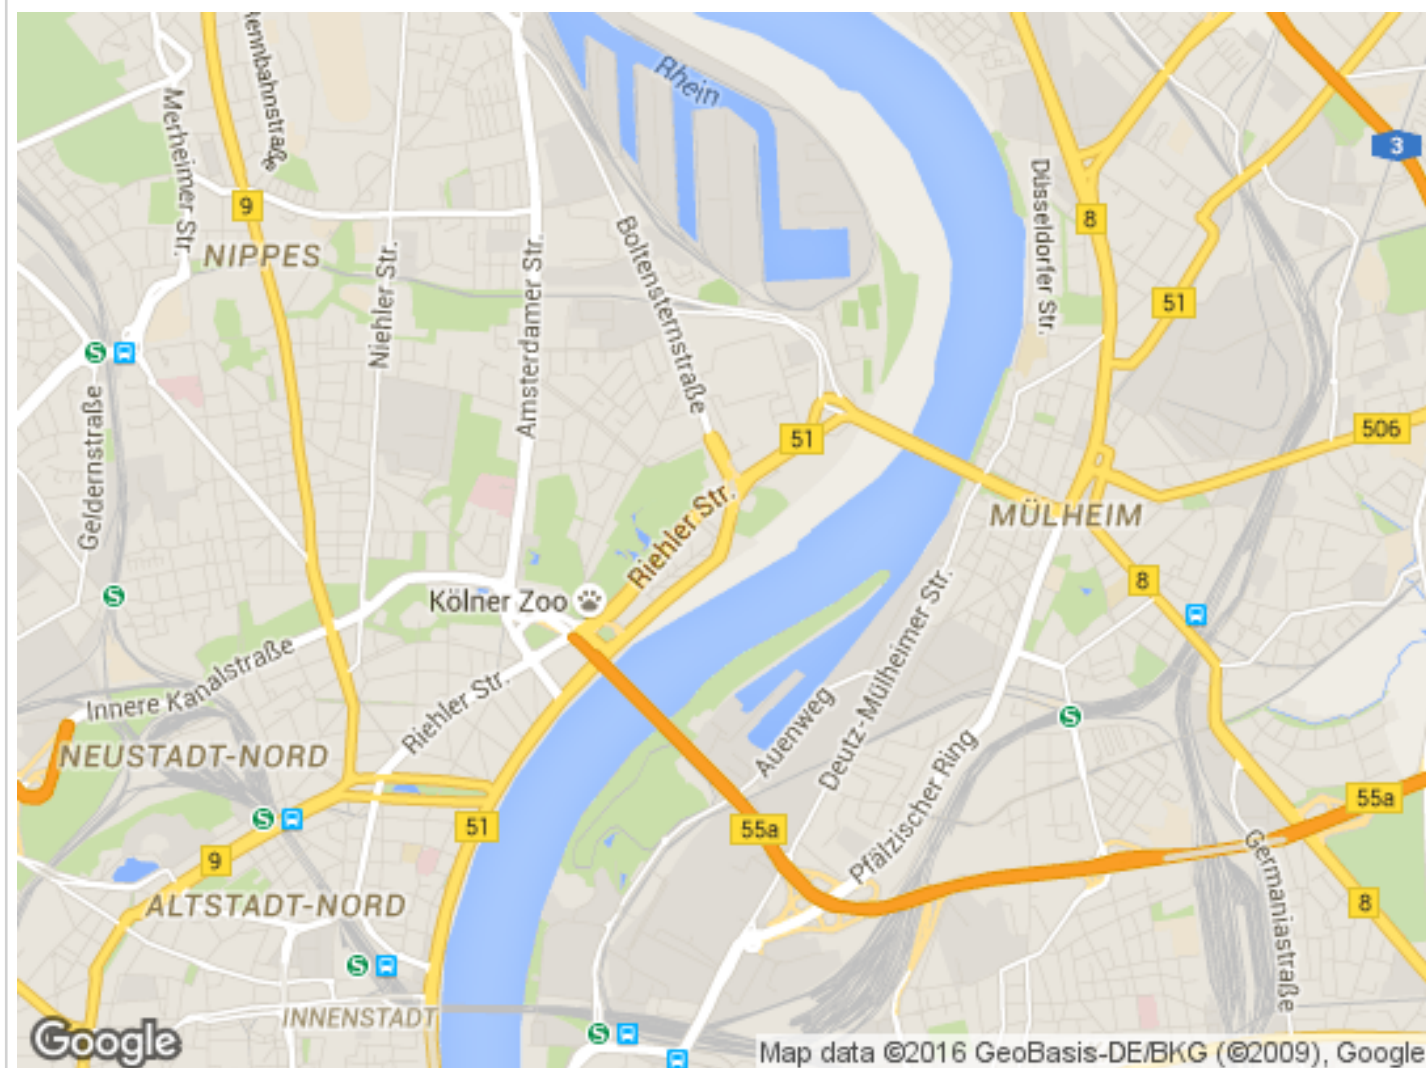 Rennbahnstraße
Rhein
Merheimer Str.
3
Düsseldorfer Str.
9
8
Boltensternstraße
NIPPES
Niehler Str.
Amsterdamer Str.
51
S
Geldernstraße
51
506
Riehler Str.
MÜLHEIM
8
S
Kölner Zoo
Deutz-Mülheimer Str.
Innere Kanalstraße
Riehler Str.
Auenweg
S
NEUSTADT-NORD
Pfälzischer Ring
55a
S
51
55a
9
Germaniastraße
ALTSTADT-NORD
8
S
INNENSTADT
S
Google
Map data ©2016 GeoBasis-DE/BKG (©2009), Google